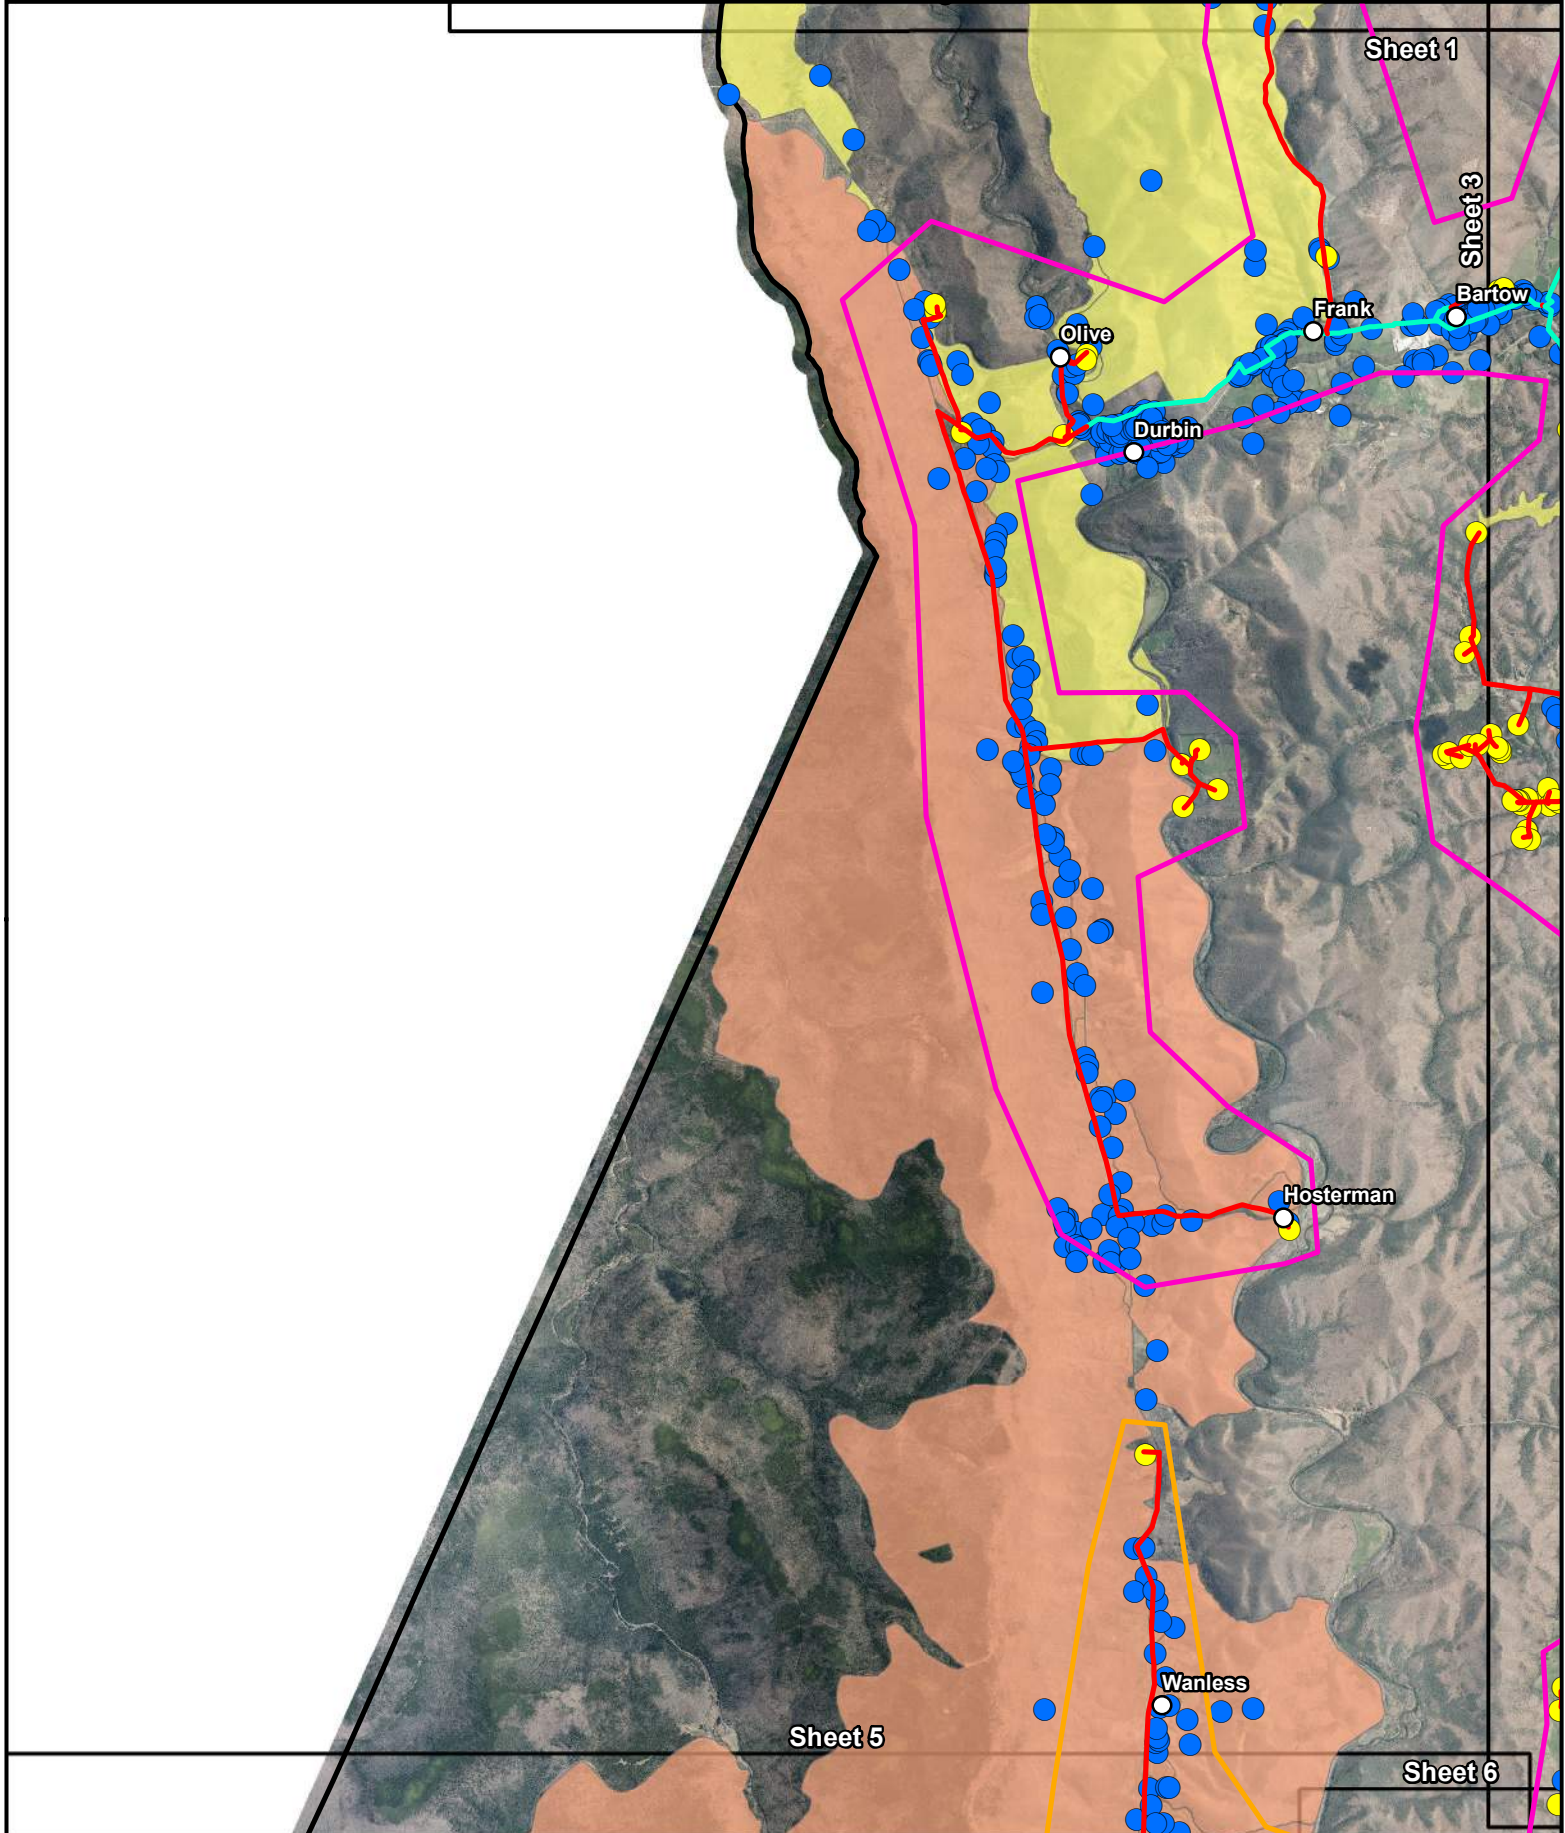 Sheet 1
Sheet 3
Bartow
Frank
Olive
Durbin
Hosterman
Wanless
Sheet 5
Sheet 6